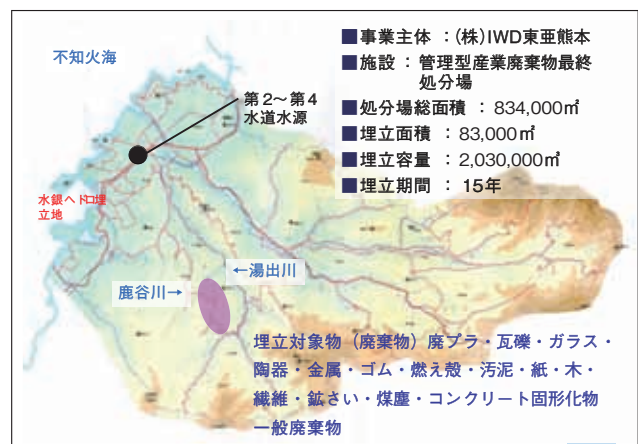 不知火海
■事業主体 ：(株)IWD東亜熊本
■施設 ： 管理型産業廃棄物最終
処分場
■処分場総面積 ： 834,000㎡
■埋立面積 ： 83,000㎡
■埋立容量 ： 2,030,000㎡
■埋立期間 ： 15年
第２～第４
水道水源
水銀ヘドロ埋
立地
←湯出川
鹿谷川→
埋立対象物（廃棄物）廃プラ・瓦礫・ガラス・
陶器・金属・ゴム・燃え殻・汚泥・紙・木・
繊維・鉱さい・煤塵・コンクリート固形化物
一般廃棄物